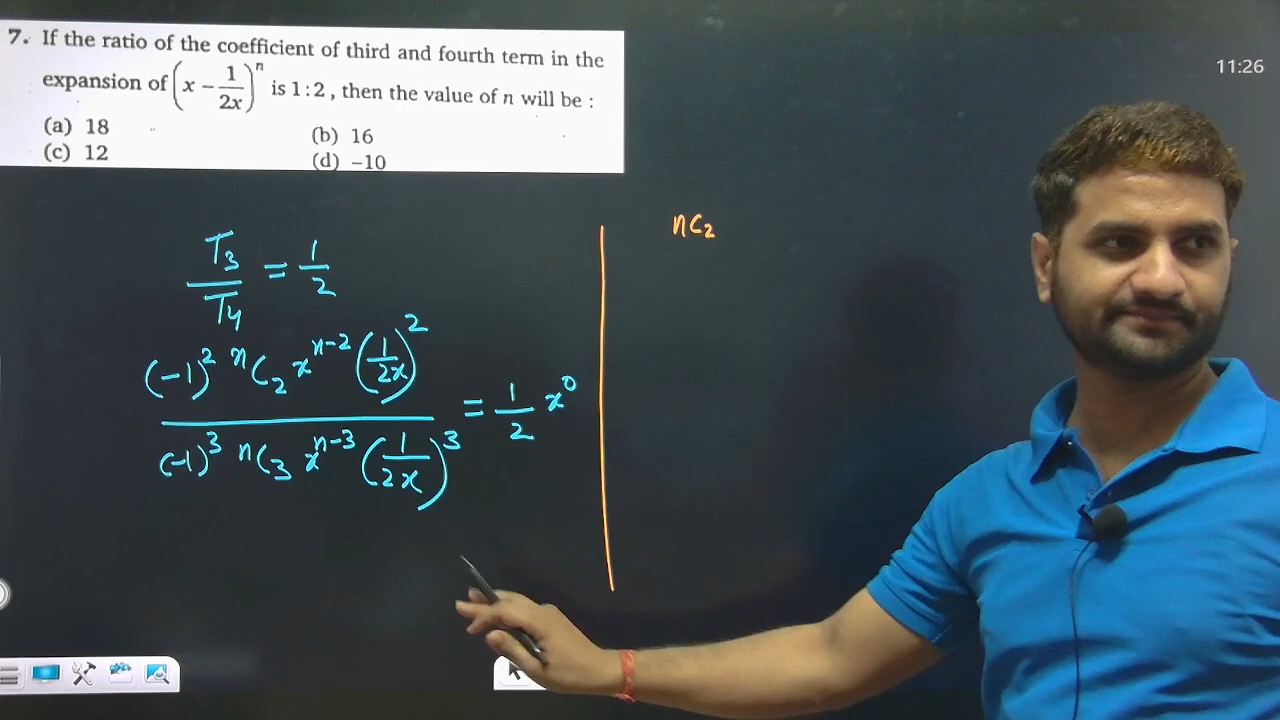 7. If the ratio of the coefficient of third and fourth term in the
expansion of (x − 1/2x)^n is 1 : 2 , then the value of n will be :
(a) 18
(b) 16
(c) 12
(d) −10
11:26
T₃/T₄ = 1/2
(-1)² ⁿC₂ x^(n-2) (1/2x)²
/ (-1)³ ⁿC₃ x^(n-3) (1/2x)³ = 1/2 x⁰
nC₂